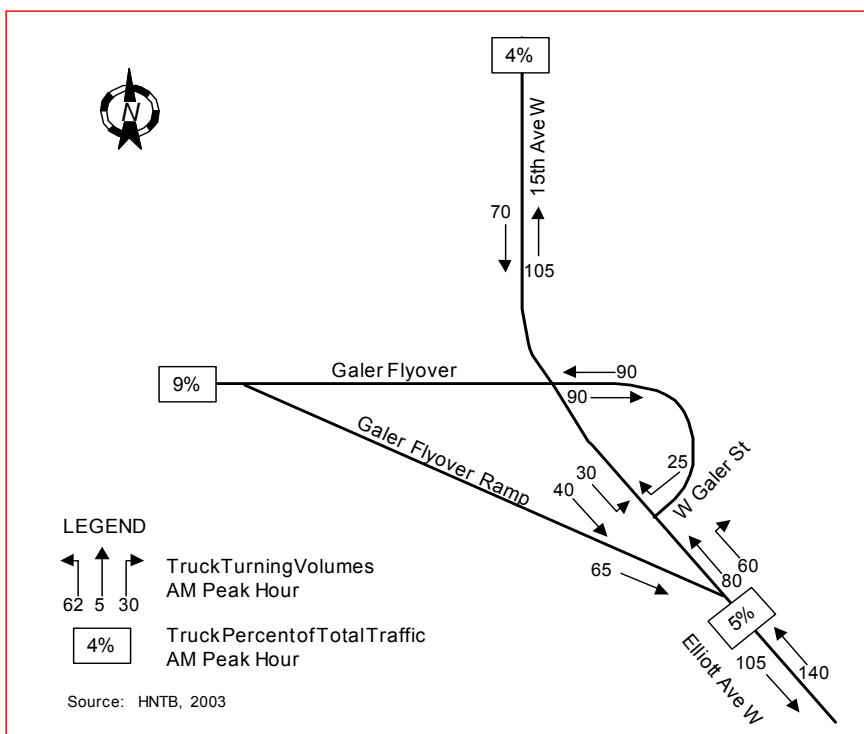 4%
N
15th Ave W
70
105
9%
Galer Flyover
90
90
Galer Flyover Ramp
30
25
W Galer St
40
65
60
80
5%
Elliott Ave W
105
140
LEGEND
62 5 30
Truck Turning Volumes
AM Peak Hour
4%
Truck Percent of Total Traffic
AM Peak Hour
Source: HNTB, 2003